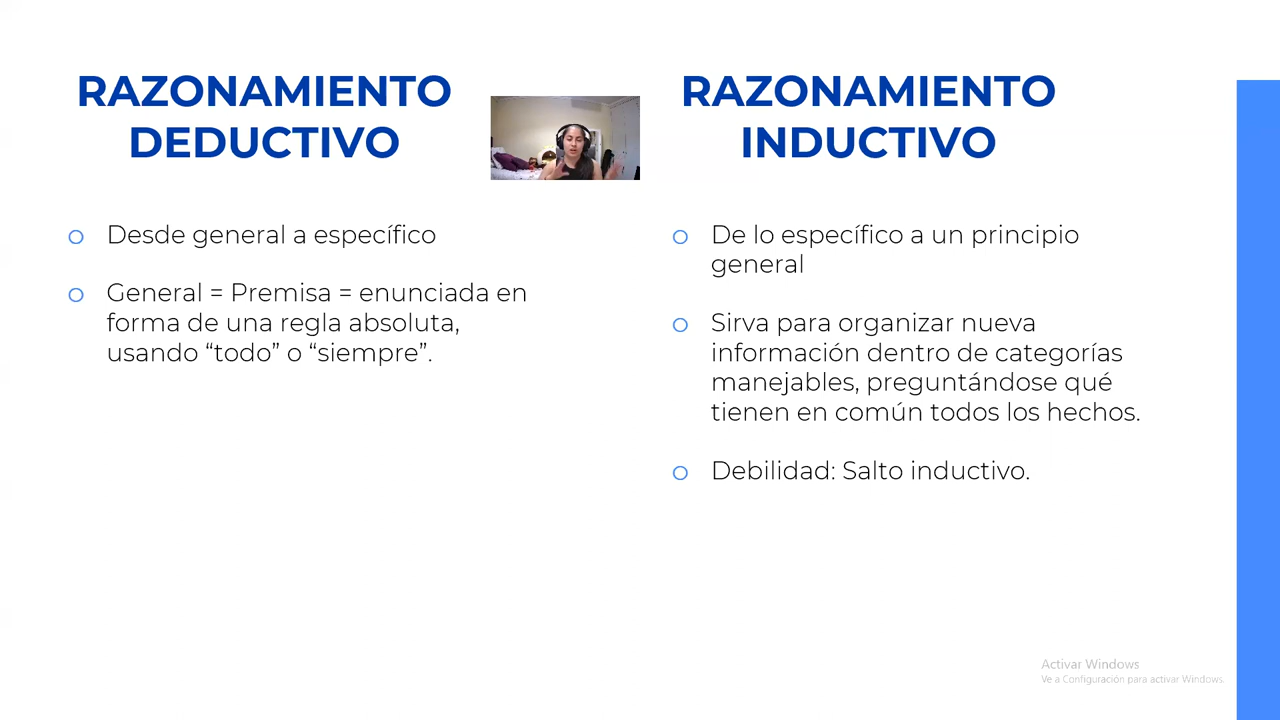 RAZONAMIENTO
DEDUCTIVO
Desde general a específico
General = Premisa = enunciada en
forma de una regla absoluta,
usando “todo” o “siempre”.
RAZONAMIENTO
INDUCTIVO
De lo específico a un principio
general
Sirva para organizar nueva
información dentro de categorías
manejables, preguntándose qué
tienen en común todos los hechos.
Debilidad: Salto inductivo.
Activar Windows
Ve a Configuración para activar Windows.